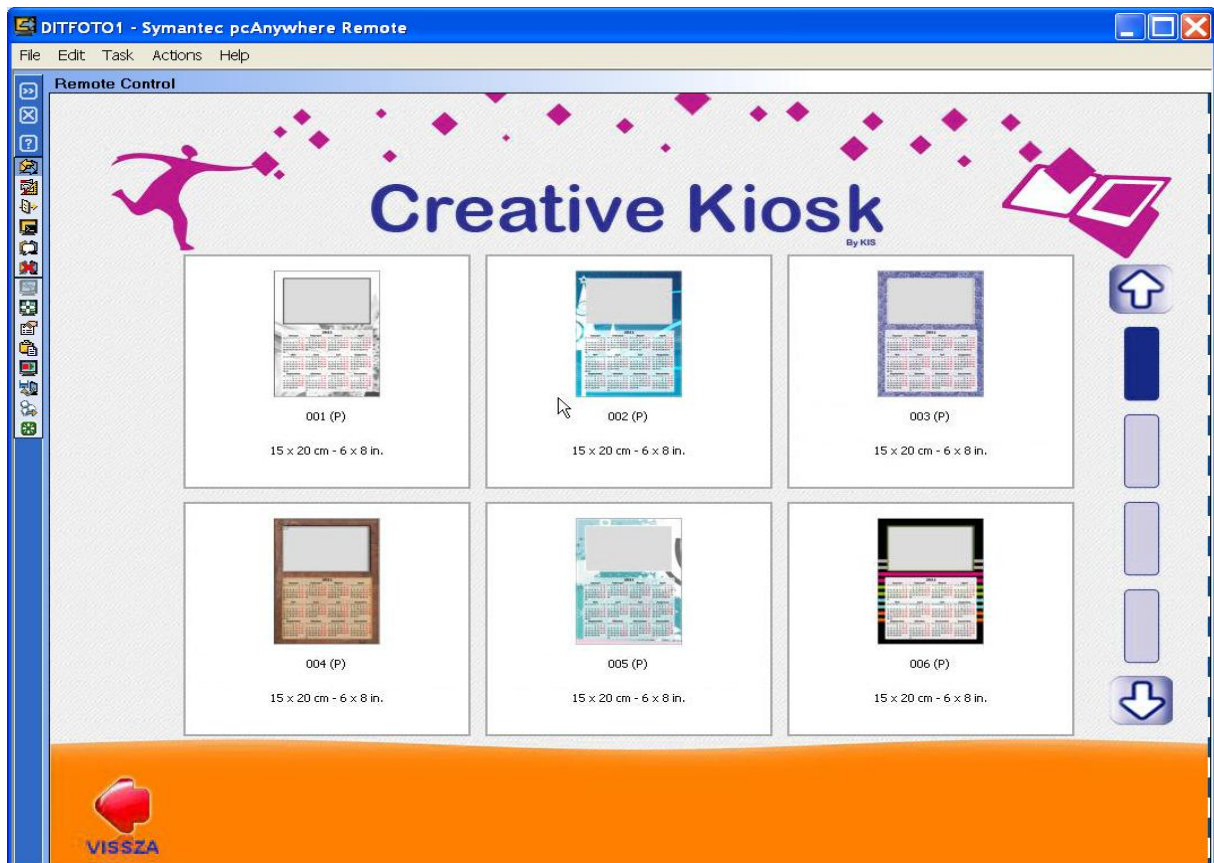 DITFOTO1 - Symantec pcAnywhere Remote
File Edit Task Actions Help
Remote Control
Creative Kiosk
By KIS
001 (P)
15 x 20 cm - 6 x 8 in.
002 (P)
15 x 20 cm - 6 x 8 in.
003 (P)
15 x 20 cm - 6 x 8 in.
004 (P)
15 x 20 cm - 6 x 8 in.
005 (P)
15 x 20 cm - 6 x 8 in.
006 (P)
15 x 20 cm - 6 x 8 in.
VISSZA